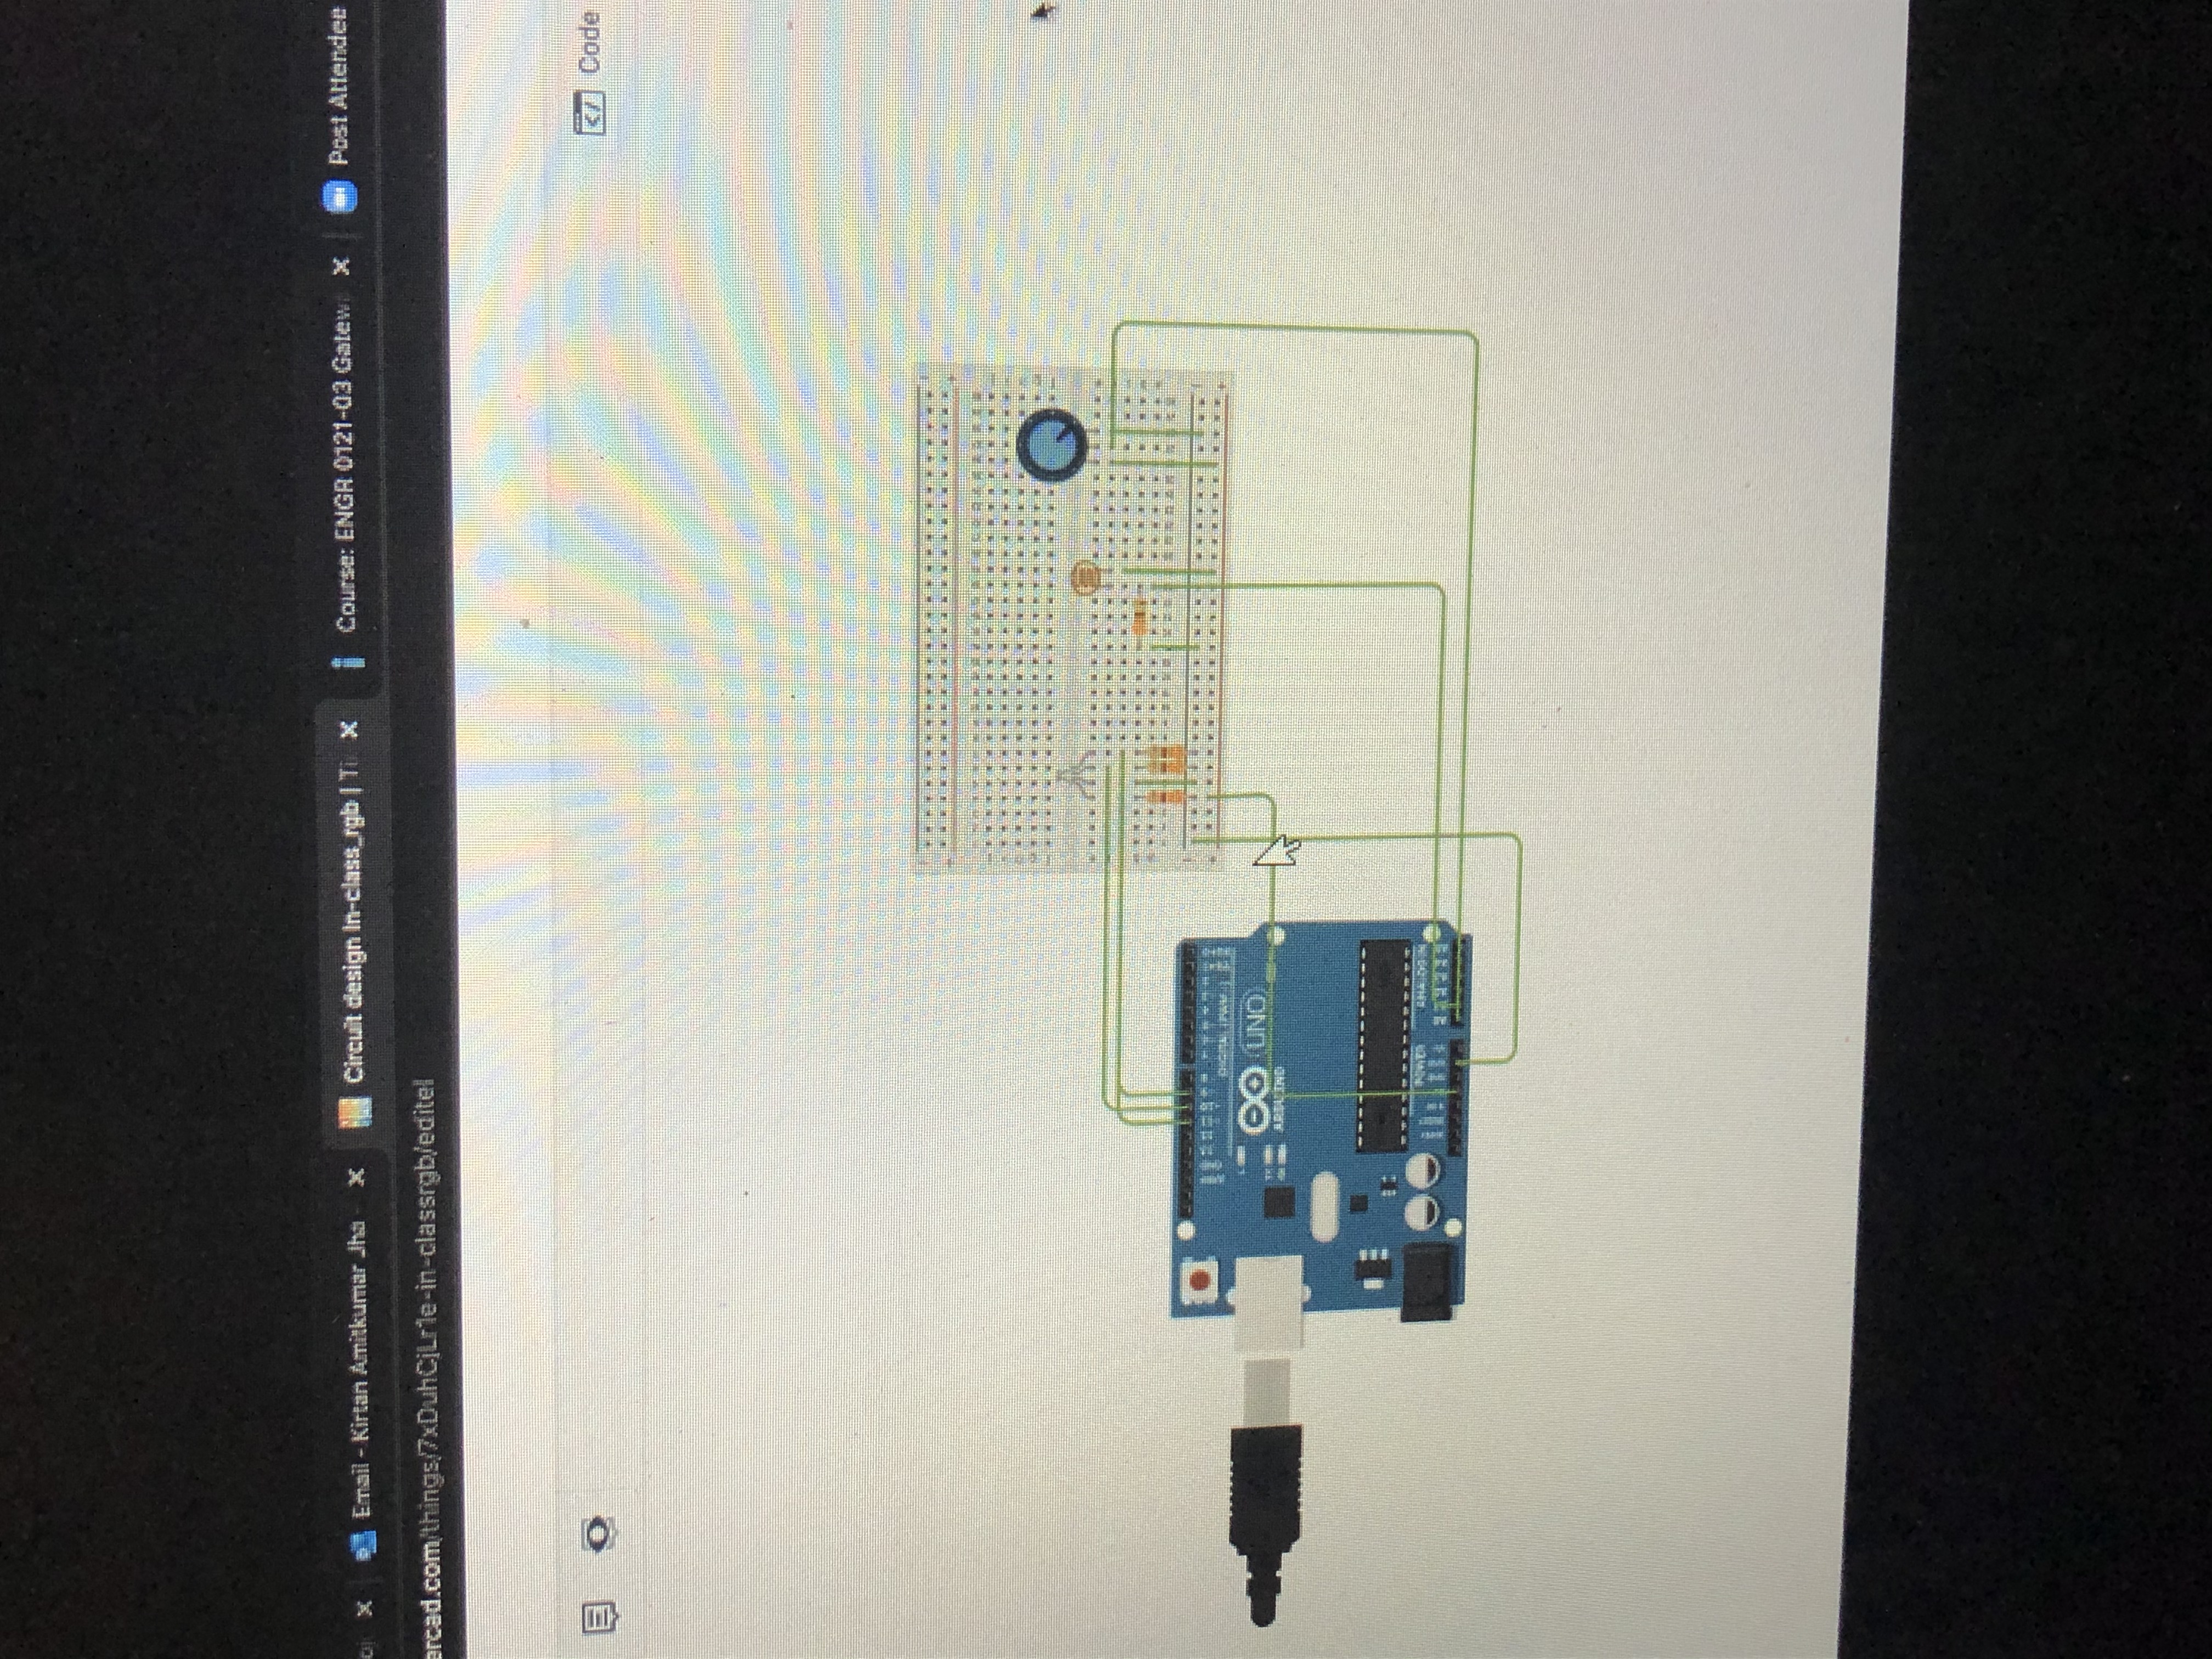 Email - Kirtan Amitkumar Jha
Circuit design In-class_rgb | Ti
Course: ENGR 0121-03 Gatew
Post Attendee
ercad.com/things/7xDuhCjLr1e-in-classrgb/editel
Code
DIGITAL (PWM~)
UNO
ARDUINO
POWER
ANALOG IN